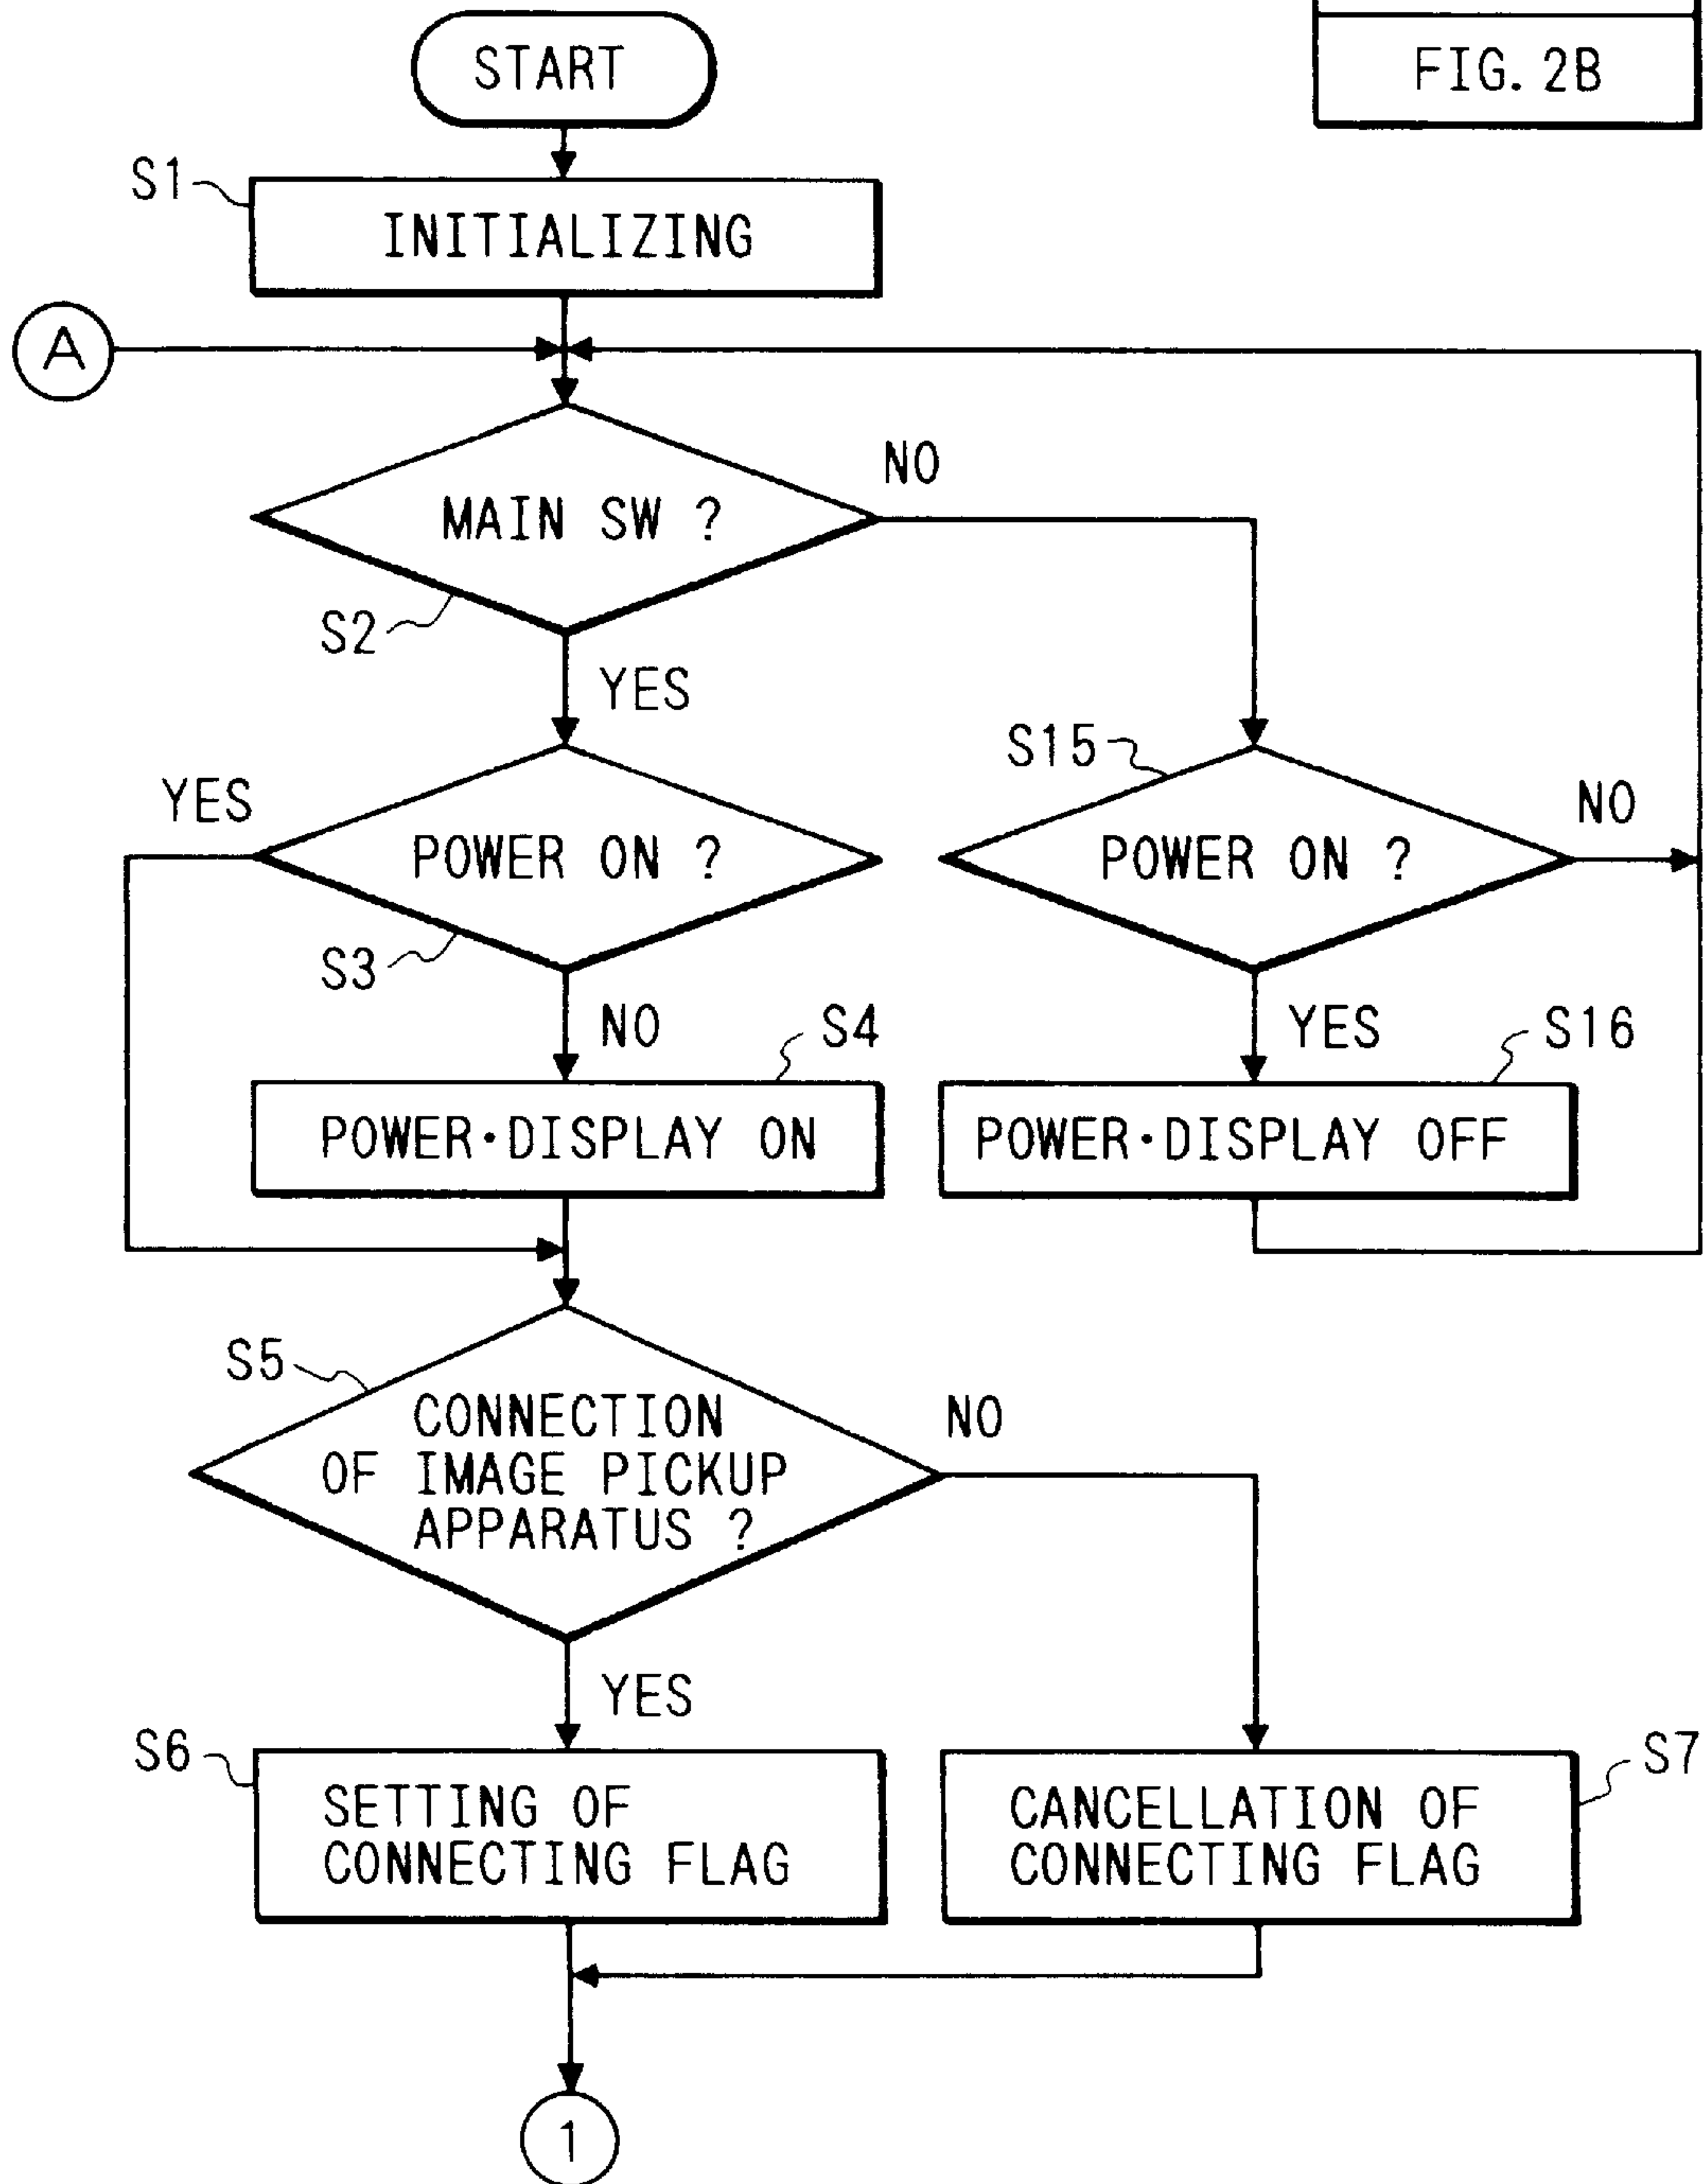 FIG. 2B
START
S1
INITIALIZING
A
MAIN SW ?
NO
S2
YES
S15
YES
POWER ON ?
POWER ON ?
NO
S3
NO
S4
YES
S16
POWER·DISPLAY ON
POWER·DISPLAY OFF
S5
CONNECTION
OF IMAGE PICKUP
APPARATUS ?
NO
YES
S6
SETTING OF
CONNECTING FLAG
CANCELLATION OF
CONNECTING FLAG
S7
1